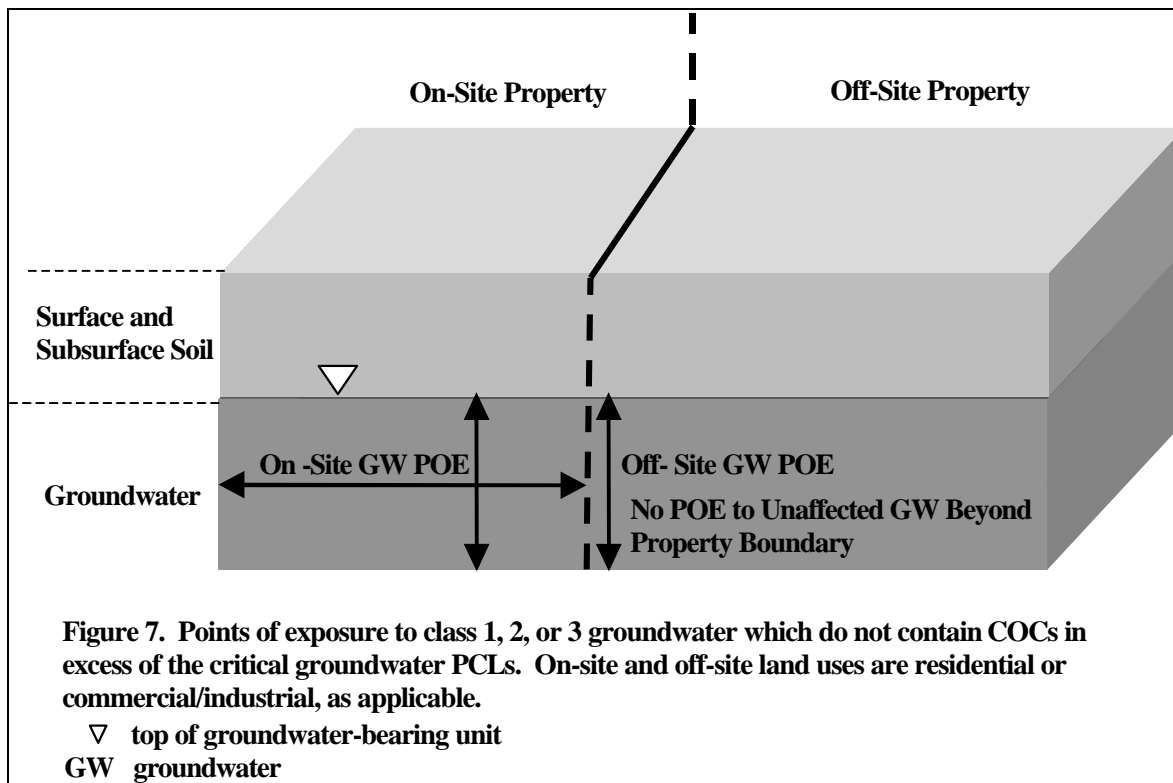 On-Site Property
Off-Site Property
Surface and
Subsurface Soil
On -Site GW POE
Off- Site GW POE
Groundwater
No POE to Unaffected GW Beyond
Property Boundary
Figure 7. Points of exposure to class 1, 2, or 3 groundwater which do not contain COCs in
excess of the critical groundwater PCLs. On-site and off-site land uses are residential or
commercial/industrial, as applicable.
▽ top of groundwater-bearing unit
GW groundwater